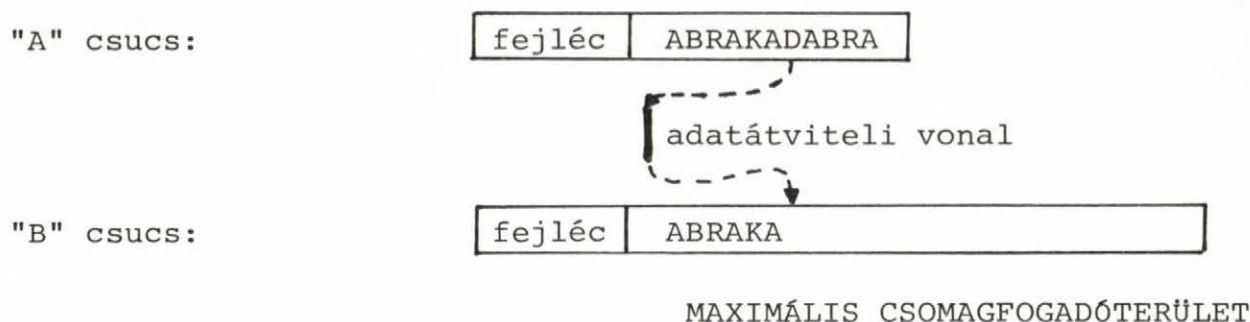 "A" csucs: fejléc ABRAKADABRA
adatátviteli vonal
"B" csucs: fejléc ABRAKA
MAXIMÁLIS CSOMAGFOGADÓTERÜLET